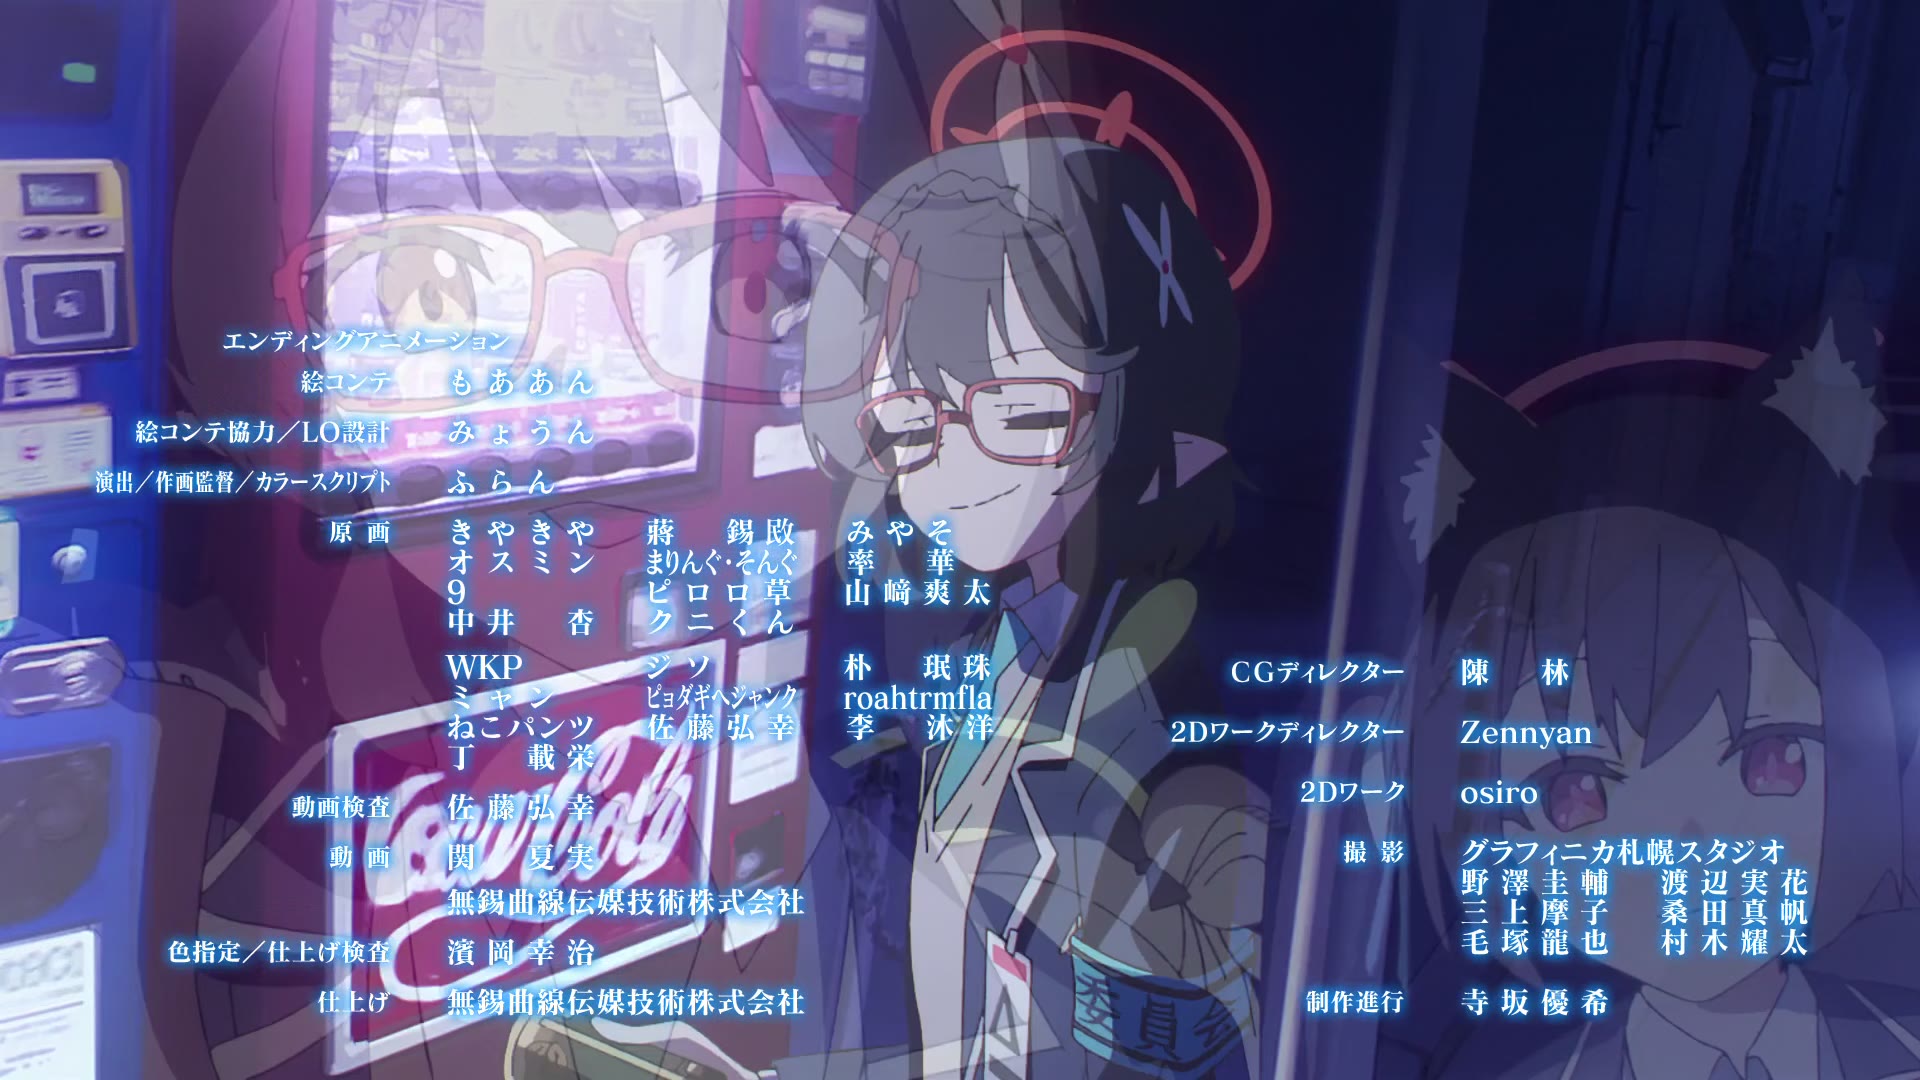 エンディングアニメーション
絵コンテ もああん
絵コンテ協力／LO設計 みょうん
演出／作画監督／カラースクリプト ふらん
原画 きやきや 蔣錫敃 みやそ
オスミン まりんぐ・そんぐ 率華
9 ピロロ草 山﨑爽太
中井杏 クニくん
WKP ジソ 朴珉珠
ミャン ピョダギヘジャンク roahtrmfla
ねこパンツ 佐藤弘幸 李沐洋
丁載栄
動画検査 佐藤弘幸
動画 関夏実
無錫曲線伝媒技術株式会社
色指定／仕上げ検査 濱岡幸治
仕上げ 無錫曲線伝媒技術株式会社
CGディレクター 陳林
2Dワークディレクター Zennyan
2Dワーク osiro
撮影 グラフィニカ札幌スタジオ
野澤圭輔 渡辺実花
三上摩子 桑田真帆
毛塚龍也 村木耀太
制作進行 寺坂優希
委員会